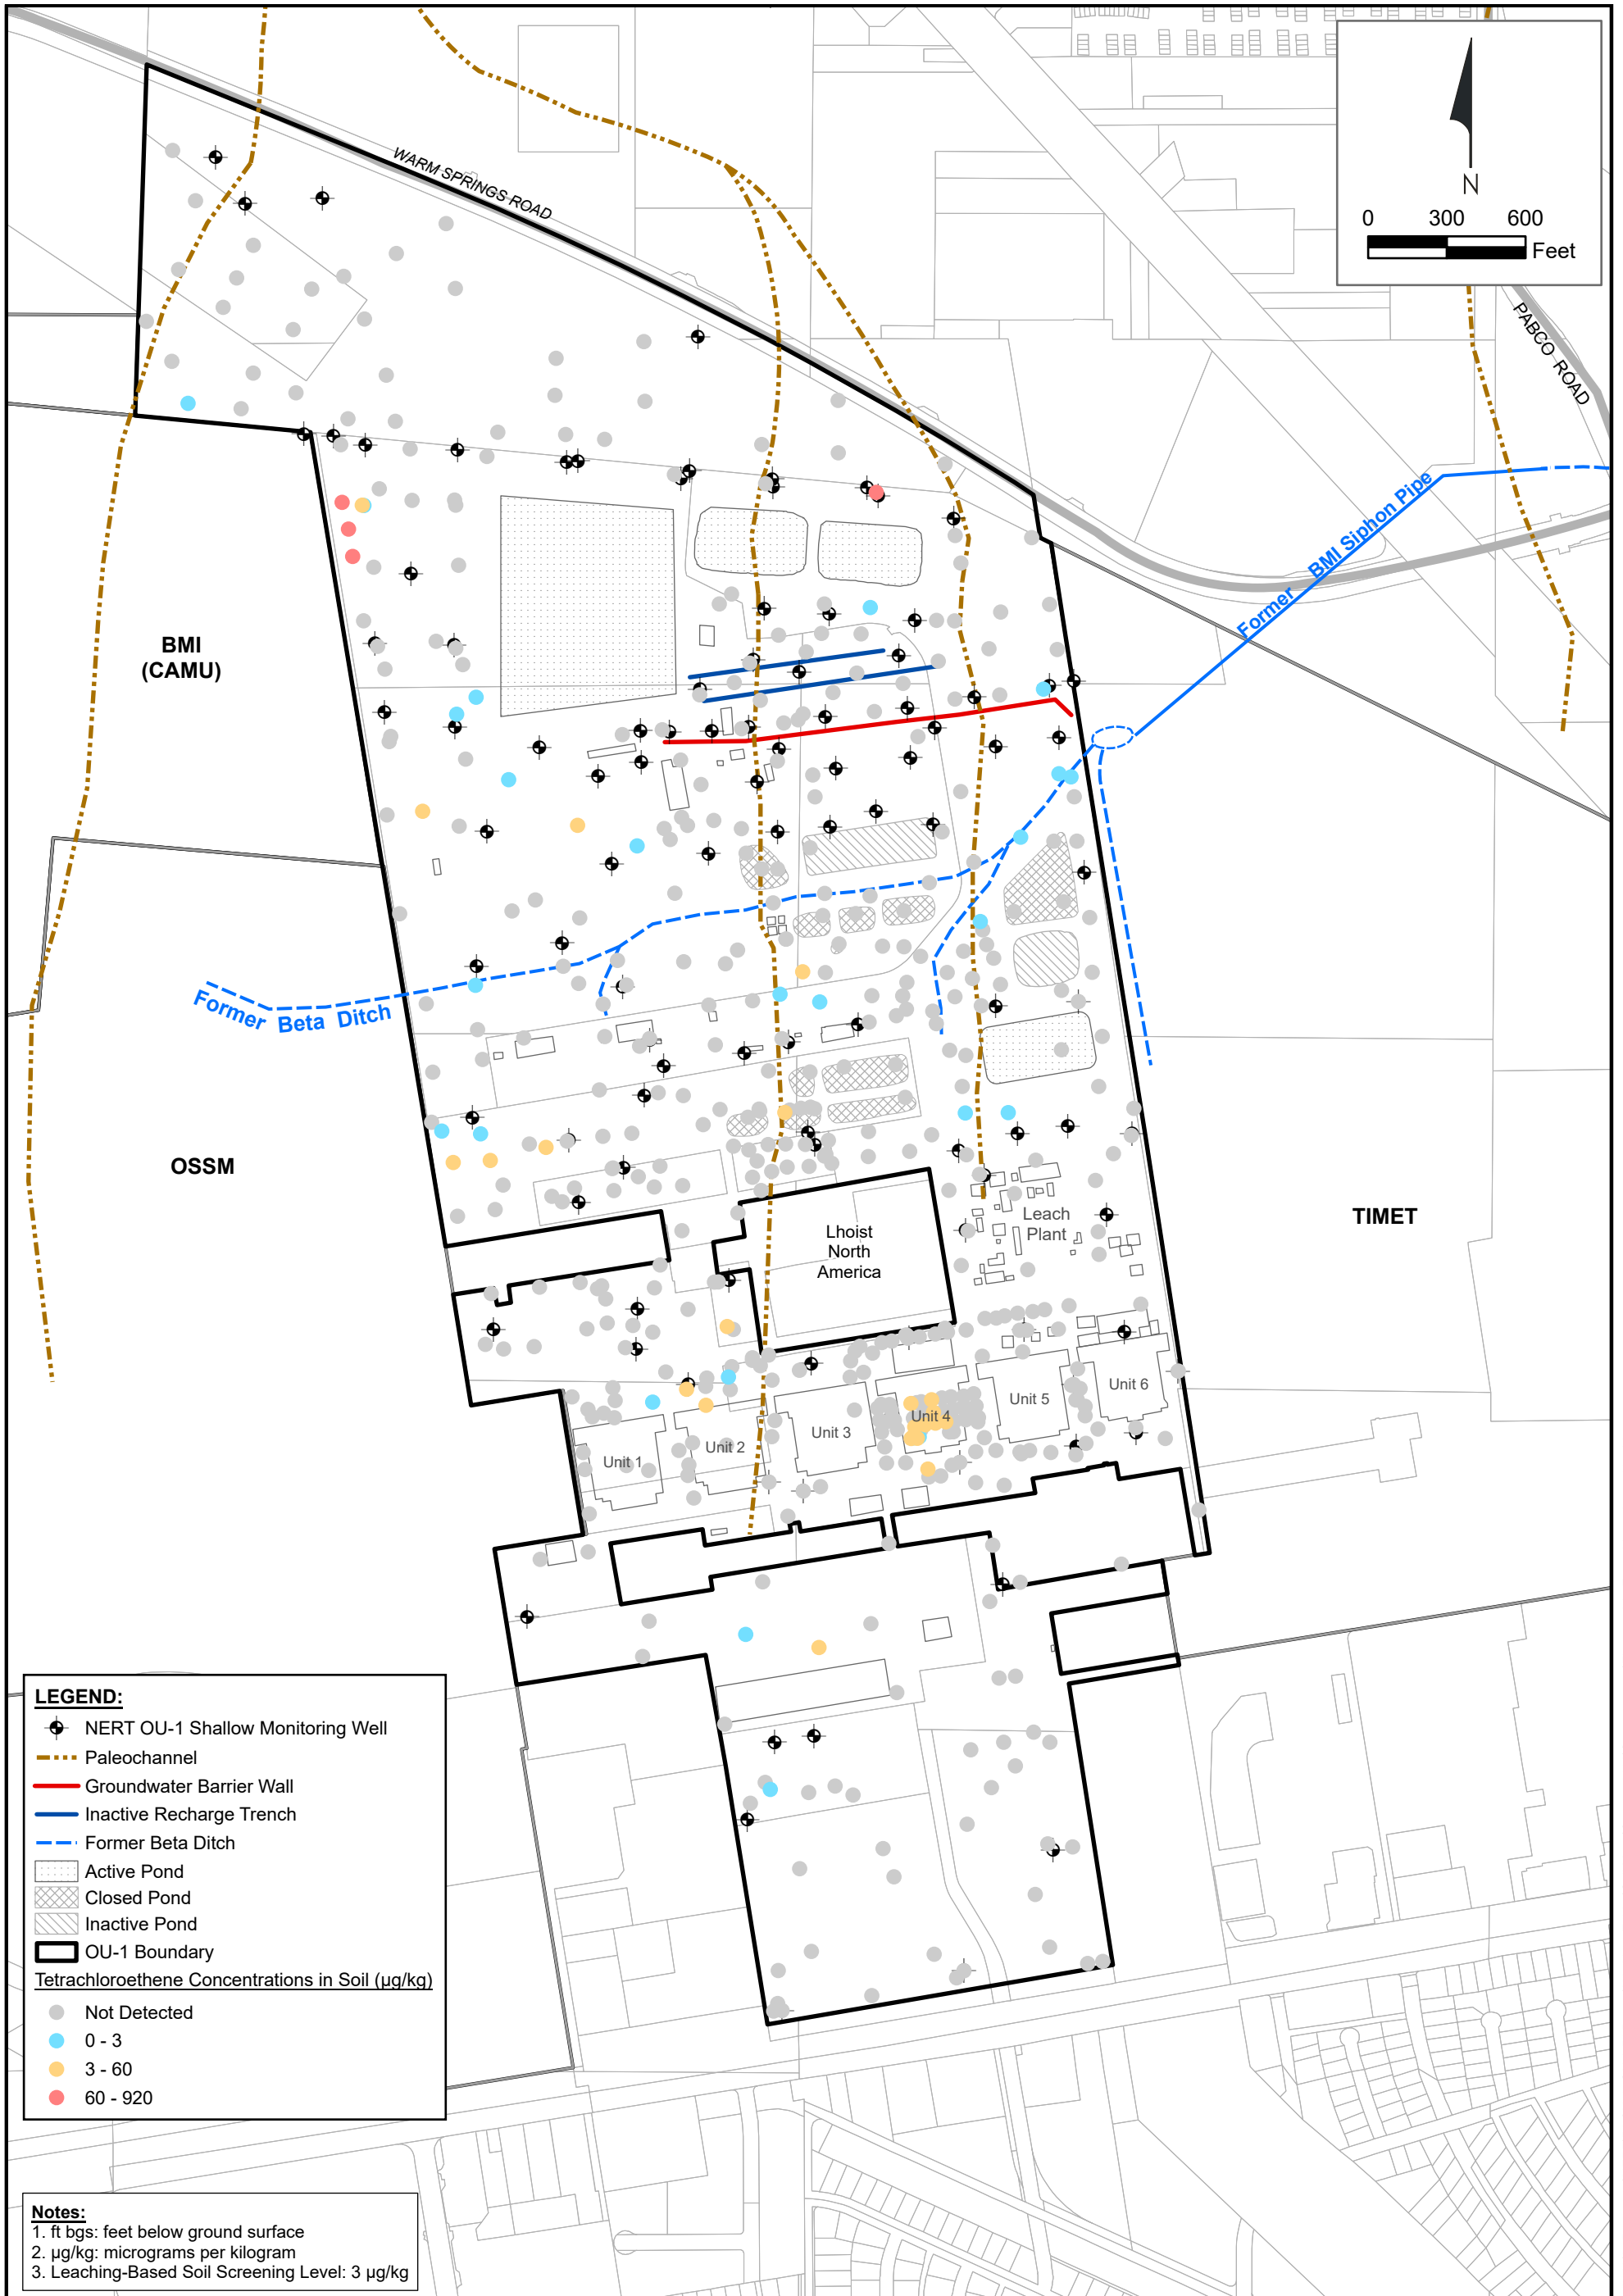 N
0 300 600
Feet
WARM SPRINGS ROAD
PABCO ROAD
Former BMI Siphon Pipe
BMI
(CAMU)
Former Beta Ditch
OSSM
TIMET
Lhoist
North
America
Leach
Plant
Unit 1
Unit 2
Unit 3
Unit 4
Unit 5
Unit 6
LEGEND:
NERT OU-1 Shallow Monitoring Well
Paleochannel
Groundwater Barrier Wall
Inactive Recharge Trench
Former Beta Ditch
Active Pond
Closed Pond
Inactive Pond
OU-1 Boundary
Tetrachloroethene Concentrations in Soil (µg/kg)
Not Detected
0 - 3
3 - 60
60 - 920
Notes:
1. ft bgs: feet below ground surface
2. µg/kg: micrograms per kilogram
3. Leaching-Based Soil Screening Level: 3 µg/kg